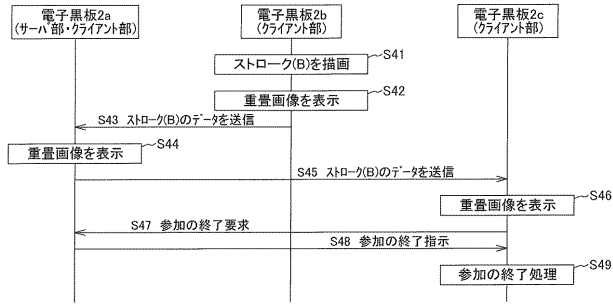 電子黒板2a
(サーバ部・クライアント部)
電子黒板2b
(クライアント部)
電子黒板2c
(クライアント部)
ストローク(B)を描画
S41
重畳画像を表示
S42
S43 ストローク(B)のデータを送信
重畳画像を表示
S44
S45 ストローク(B)のデータを送信
重畳画像を表示
S46
S47 参加の終了要求
S48 参加の終了指示
参加の終了処理
S49